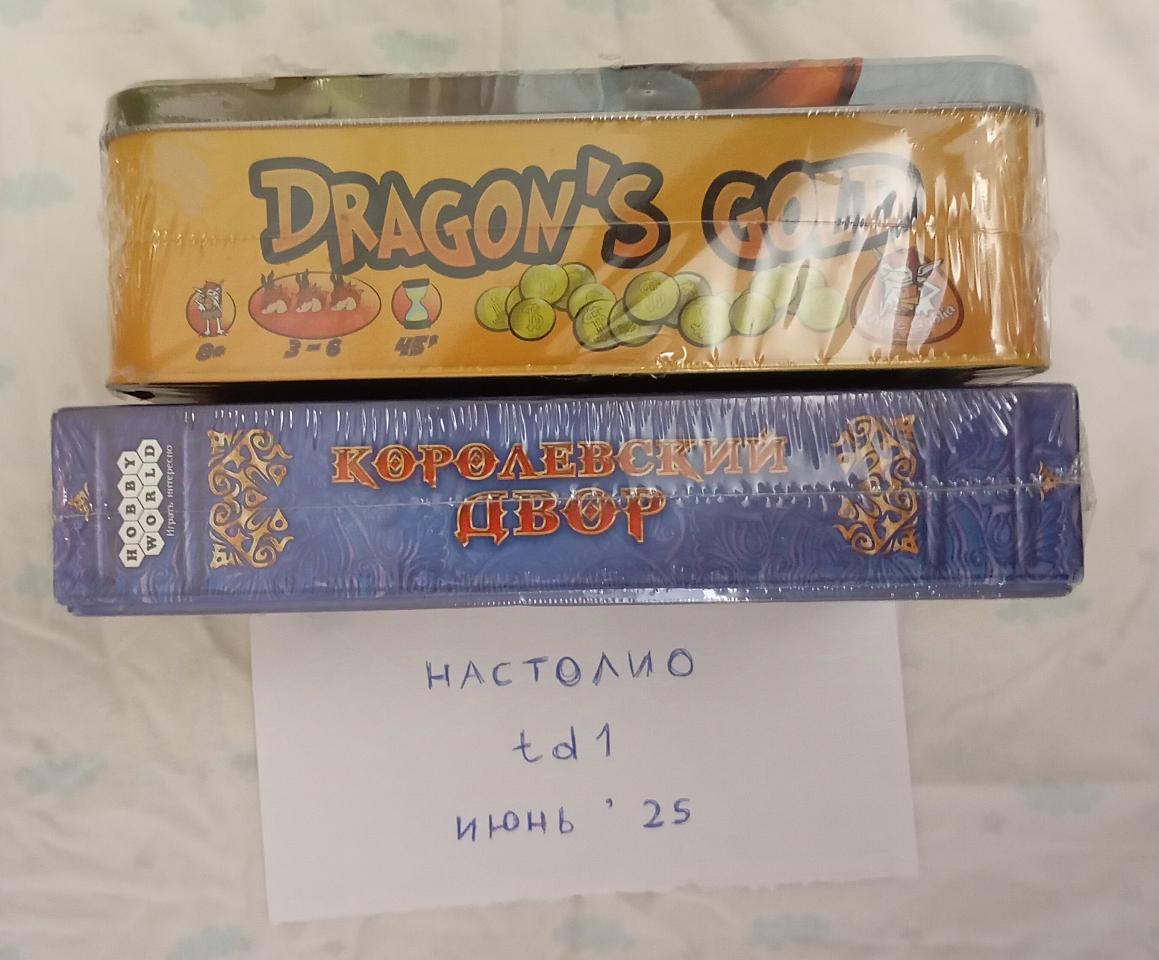 DRAGON'S GOLD
8+ 3-6 45'
HOBBY
WORLD
Играть интересно
КОРОЛЕВСКИЙ
ДВОР
НАСТОЛИО
td1
июнь '25